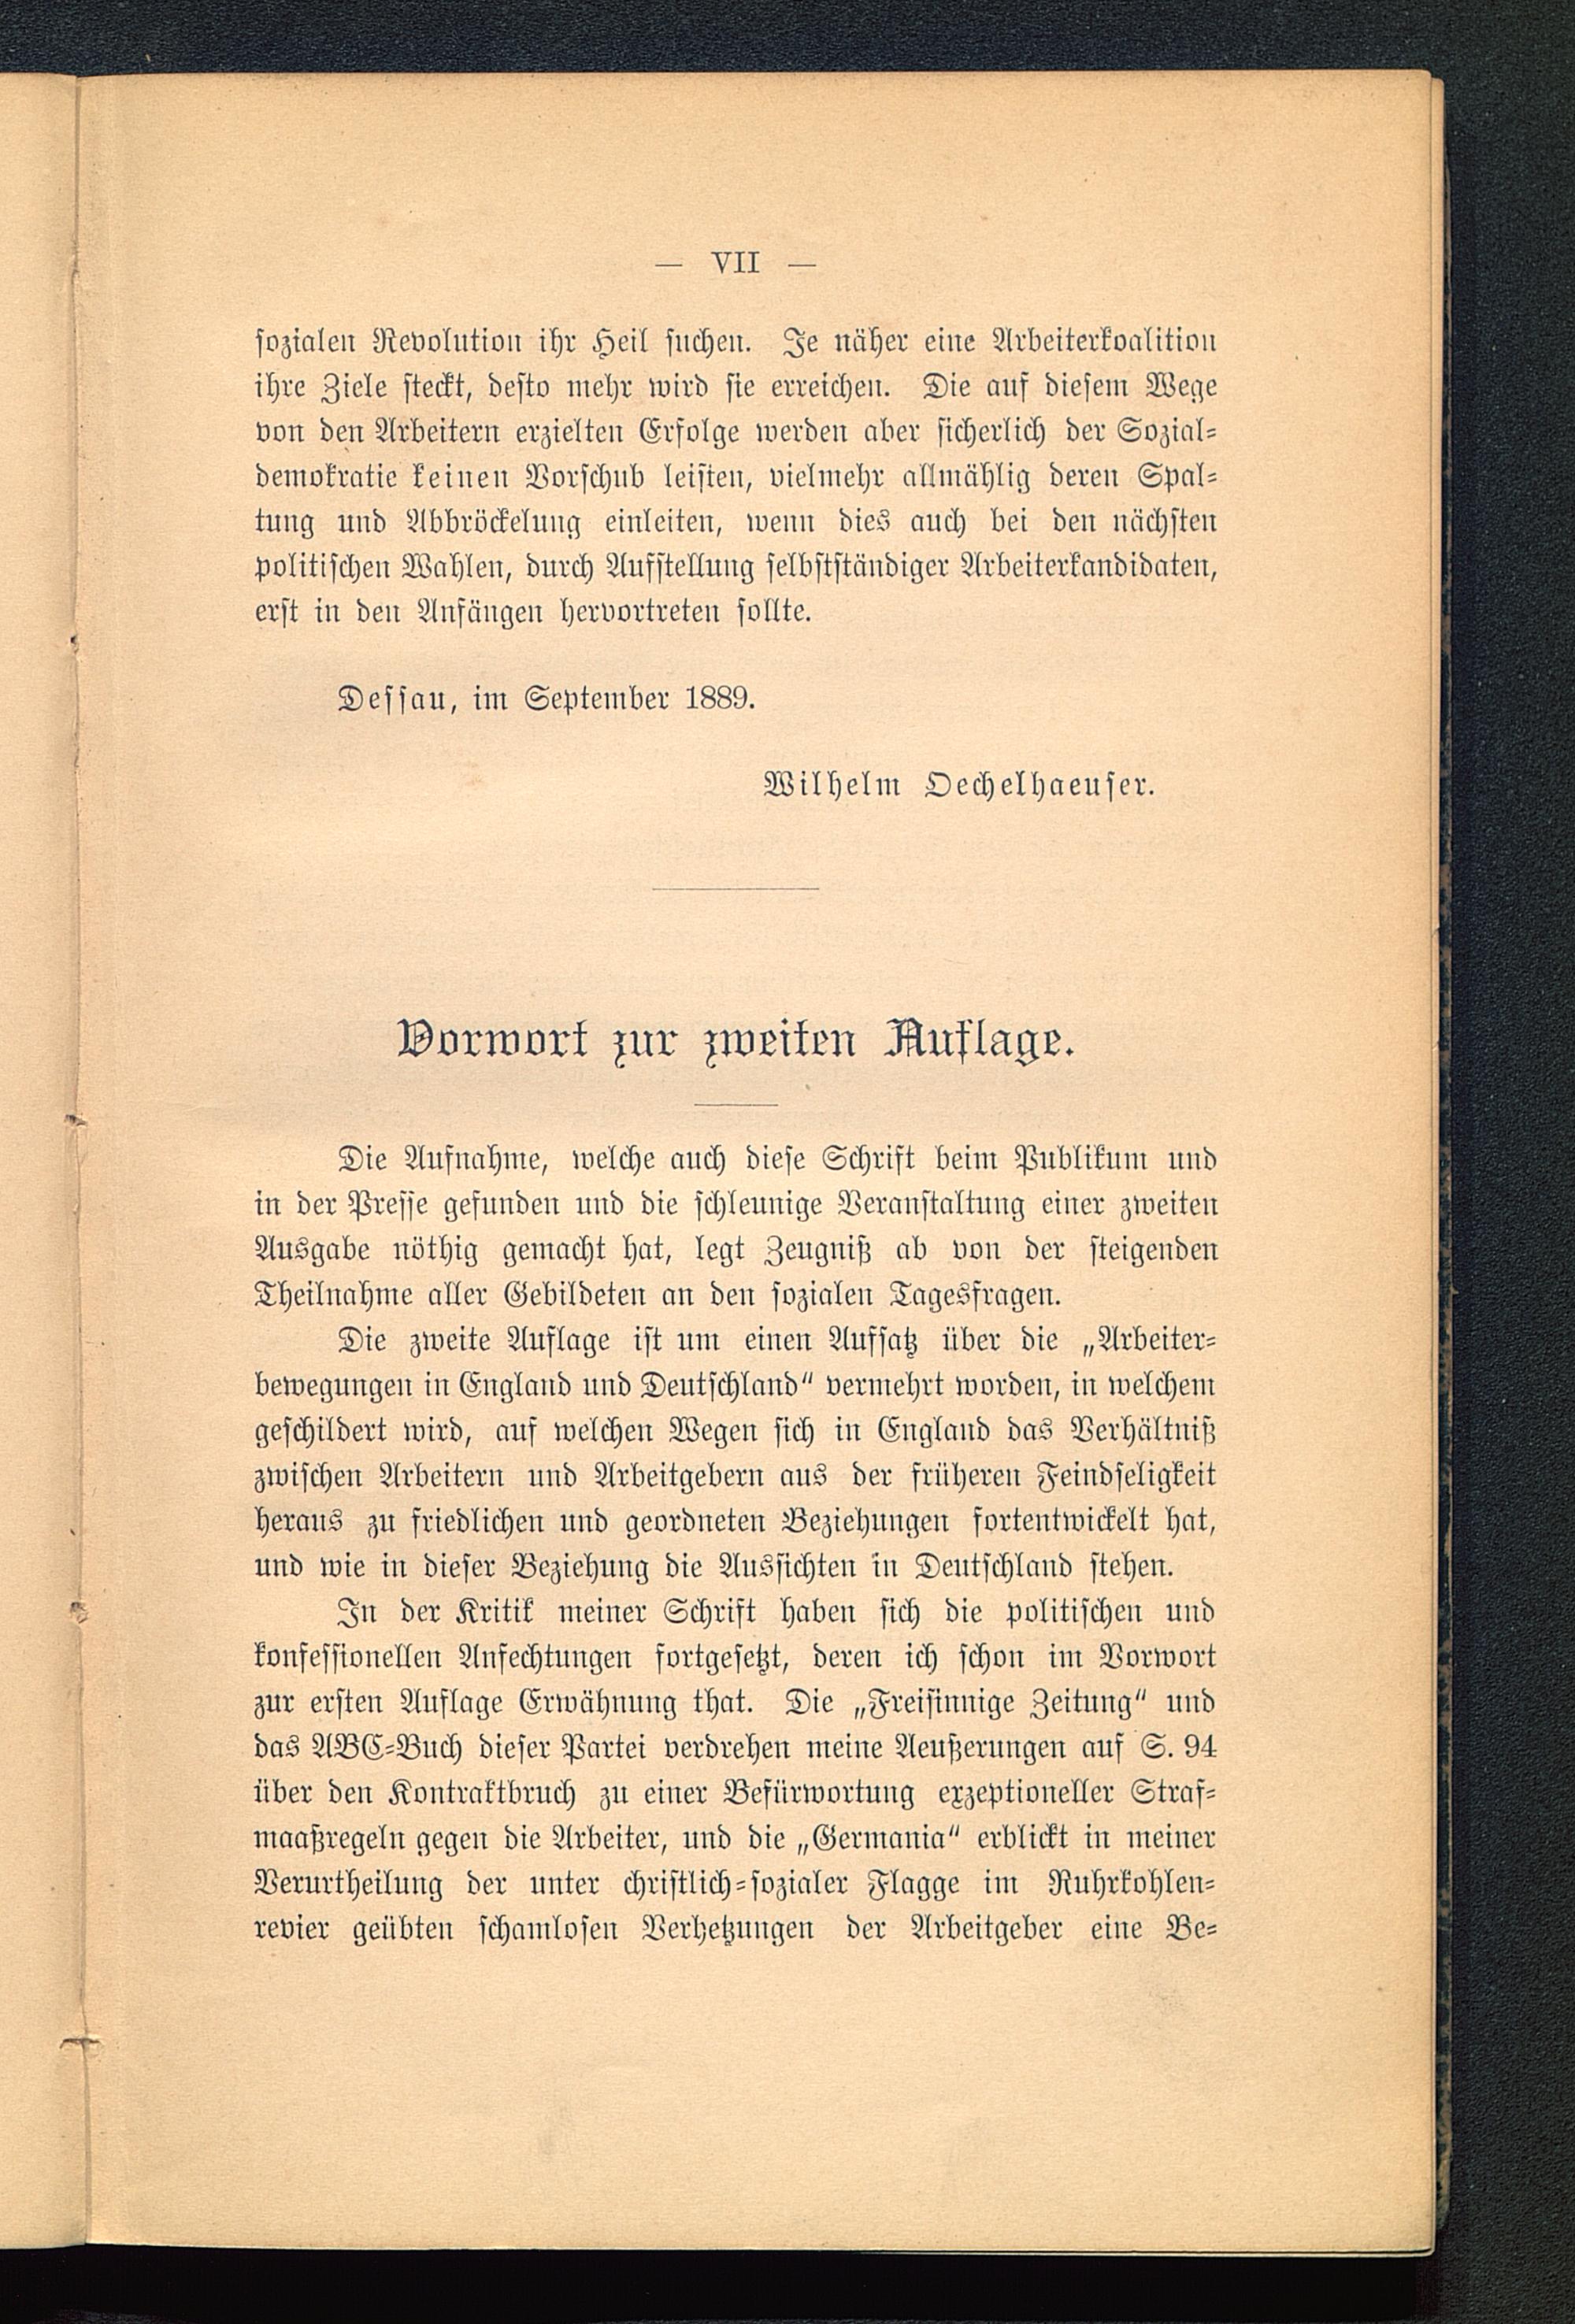 — VII —
sozialen Revolution ihr Heil suchen. Je näher eine Arbeiterkoalition
ihre Ziele steckt, desto mehr wird sie erreichen. Die auf diesem Wege
von den Arbeitern erzielten Erfolge werden aber sicherlich der Sozial-
demokratie keinen Vorschub leisten, vielmehr allmählig deren Spal-
tung und Abbröckelung einleiten, wenn dies auch bei den nächsten
politischen Wahlen, durch Aufstellung selbstständiger Arbeiterkandidaten,
erst in den Anfängen hervortreten sollte.
Dessau, im September 1889.
Wilhelm Oechelhaeuser.
Vorwort zur zweiten Auflage.
Die Aufnahme, welche auch diese Schrift beim Publikum und
in der Presse gefunden und die schleunige Veranstaltung einer zweiten
Ausgabe nöthig gemacht hat, legt Zeugniß ab von der steigenden
Theilnahme aller Gebildeten an den sozialen Tagesfragen.
Die zweite Auflage ist um einen Aufsatz über die „Arbeiter-
bewegungen in England und Deutschland“ vermehrt worden, in welchem
geschildert wird, auf welchen Wegen sich in England das Verhältniß
zwischen Arbeitern und Arbeitgebern aus der früheren Feindseligkeit
heraus zu friedlichen und geordneten Beziehungen fortentwickelt hat,
und wie in dieser Beziehung die Aussichten in Deutschland stehen.
In der Kritik meiner Schrift haben sich die politischen und
konfessionellen Anfechtungen fortgesetzt, deren ich schon im Vorwort
zur ersten Auflage Erwähnung that. Die „Freisinnige Zeitung“ und
das ABC-Buch dieser Partei verdrehen meine Aeußerungen auf S. 94
über den Kontraktbruch zu einer Befürwortung exzeptioneller Straf-
maaßregeln gegen die Arbeiter, und die „Germania“ erblickt in meiner
Verurtheilung der unter christlich-sozialer Flagge im Ruhrkohlen-
revier geübten schamlosen Verhetzungen der Arbeitgeber eine Be-